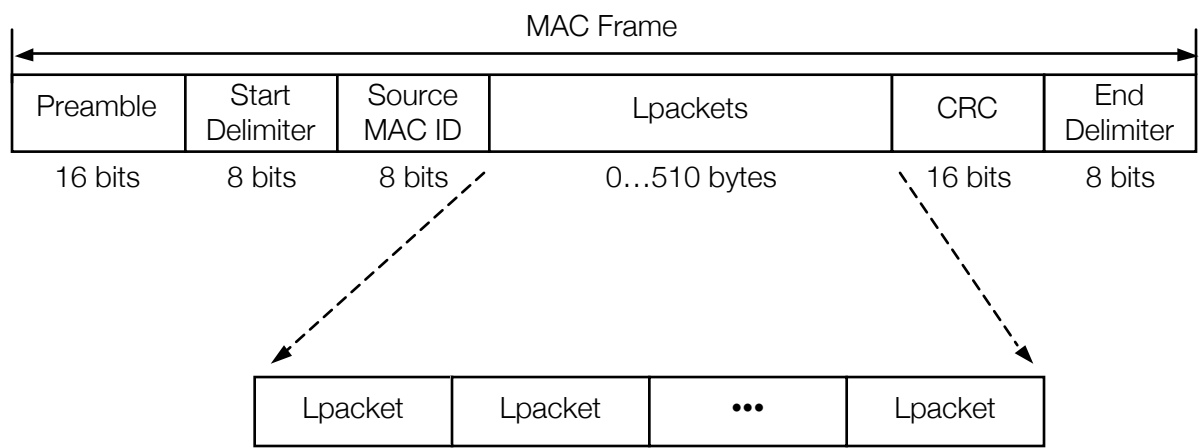 MAC Frame
Preamble
Start
Delimiter
Source
MAC ID
Lpackets
CRC
End
Delimiter
16 bits
8 bits
8 bits
0…510 bytes
16 bits
8 bits
Lpacket
Lpacket
•••
Lpacket